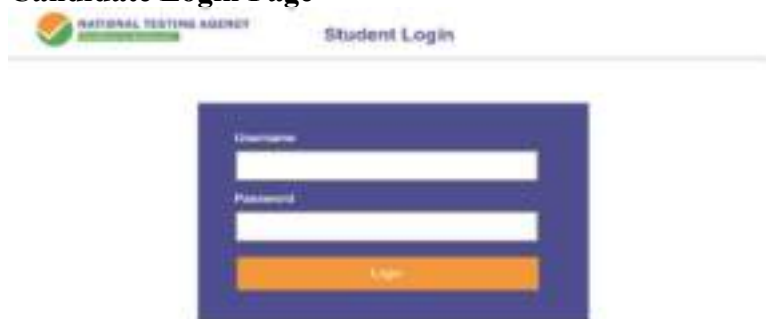 Candidate Login Page
NATIONAL TESTING AGENCY
Student Login
Username
Password
Login